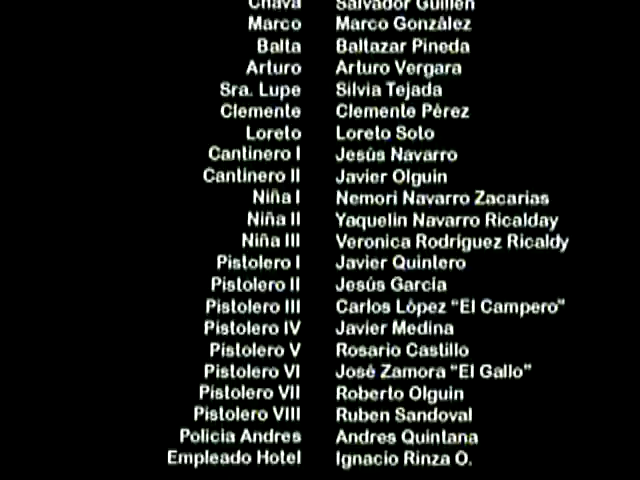 Chava Salvador Guillen
Marco Marco González
Balta Baltazar Pineda
Arturo Arturo Vergara
Sra. Lupe Silvia Tejada
Clemente Clemente Pérez
Loreto Loreto Soto
Cantinero I Jesús Navarro
Cantinero II Javier Olguin
Niña I Nemori Navarro Zacarias
Niña II Yaquelin Navarro Ricalday
Niña III Veronica Rodríguez Ricaldy
Pistolero I Javier Quintero
Pistolero II Jesús García
Pistolero III Carlos López "El Campero"
Pistolero IV Javier Medina
Pistolero V Rosario Castillo
Pistolero VI José Zamora "El Gallo"
Pistolero VII Roberto Olguin
Pistolero VIII Ruben Sandoval
Policia Andres Andres Quintana
Empleado Hotel Ignacio Rinza O.